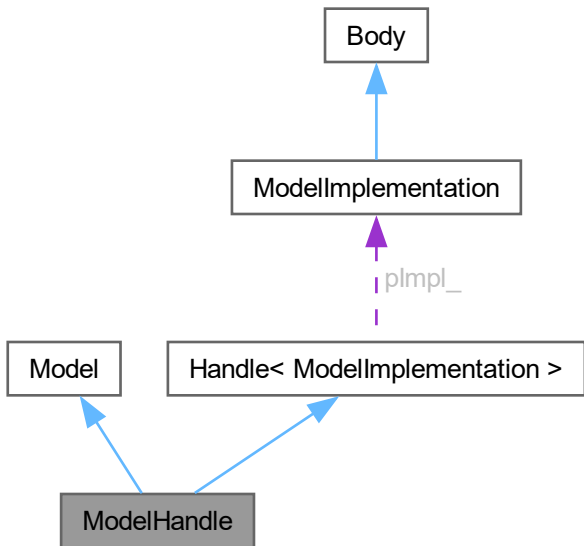 Body
ModelImplementation
pImpl_
Model
Handle< ModelImplementation >
ModelHandle